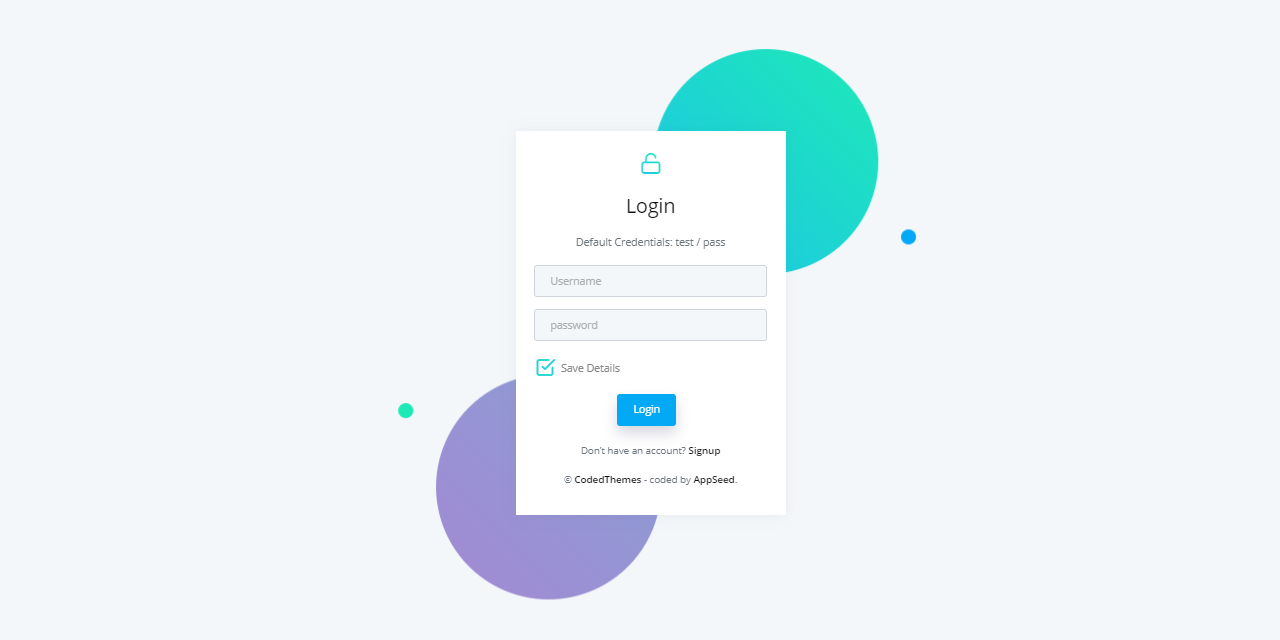 Login
Default Credentials: test / pass
Username
password
Save Details
Login
Don't have an account? Signup
© CodedThemes - coded by AppSeed.